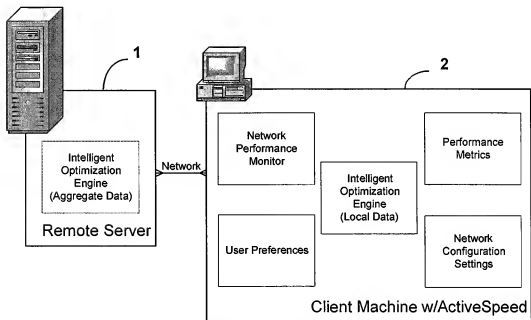 1
2
Intelligent
Optimization
Engine
(Aggregate Data)
Remote Server
Network
Network
Performance
Monitor
Performance
Metrics
Intelligent
Optimization
Engine
(Local Data)
User Preferences
Network
Configuration
Settings
Client Machine w/ActiveSpeed